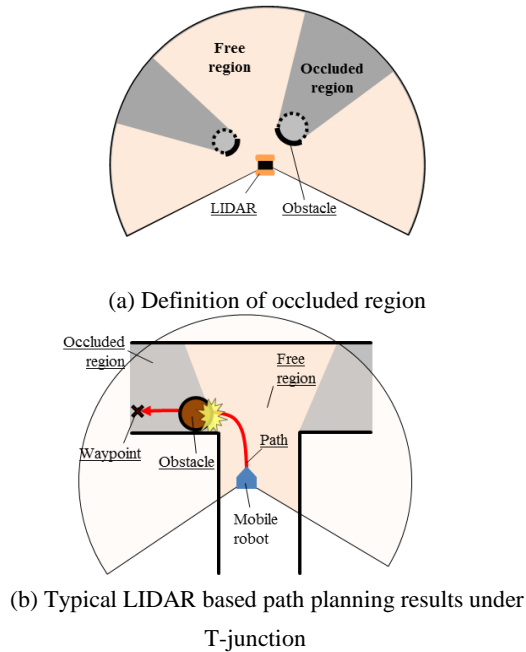 Free
region
Occluded
region
LIDAR
Obstacle
(a) Definition of occluded region
Occluded
region
Free
region
Waypoint
Obstacle
Path
Mobile
robot
(b) Typical LIDAR based path planning results under
T-junction